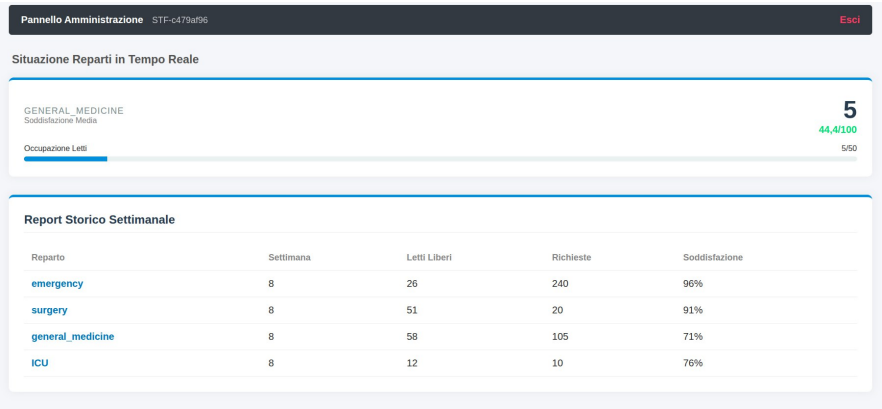 Pannello Amministrazione STF-c479af96 Esci
Situazione Reparti in Tempo Reale
GENERAL_MEDICINE 5
Soddisfazione Media 44,4/100
Occupazione Letti 5/50
Report Storico Settimanale
Reparto Settimana Letti Liberi Richieste Soddisfazione
emergency 8 26 240 96%
surgery 8 51 20 91%
general_medicine 8 58 105 71%
ICU 8 12 10 76%